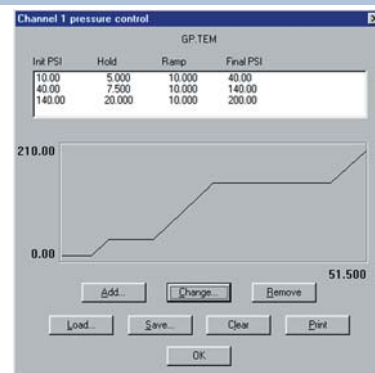 Channel 1 pressure control
GP.TEM
Init PSI Hold Ramp Final PSI
10.00 5.000 10.000 40.00
40.00 7.500 10.000 140.00
140.00 20.000 10.000 200.00
210.00
0.00
51.500
Add... Change... Remove
Load... Save... Clear Print
OK